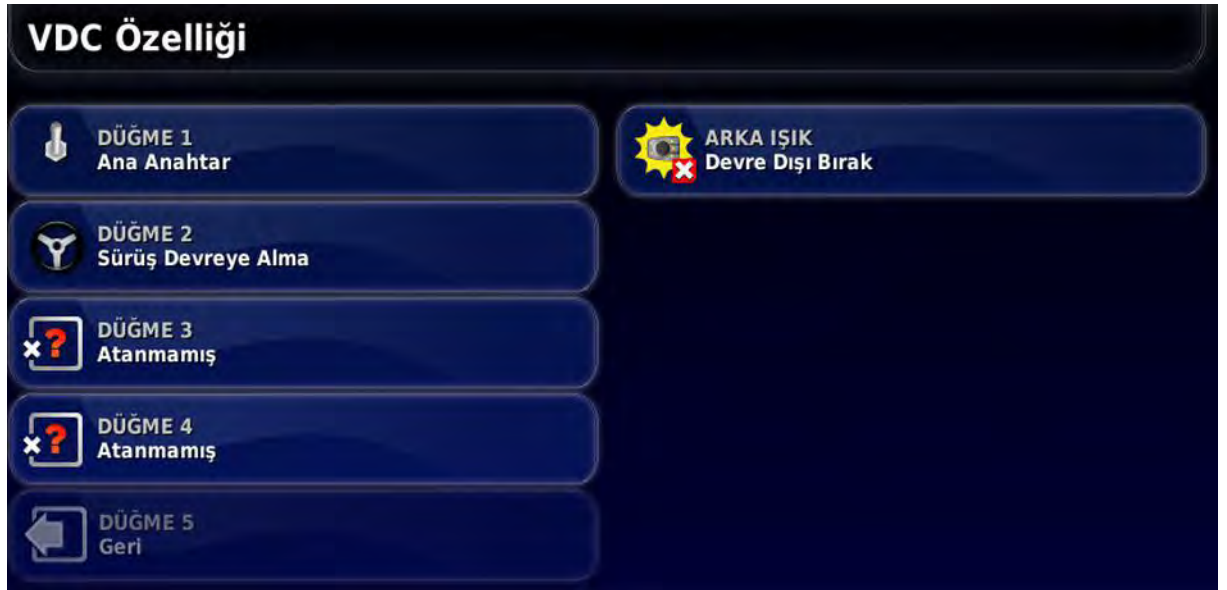 VDC Özelliği
DÜĞME 1
Ana Anahtar
DÜĞME 2
Sürüş Devreye Alma
DÜĞME 3
Atanmamış
DÜĞME 4
Atanmamış
DÜĞME 5
Geri
ARKA IŞIK
Devre Dışı Bırak